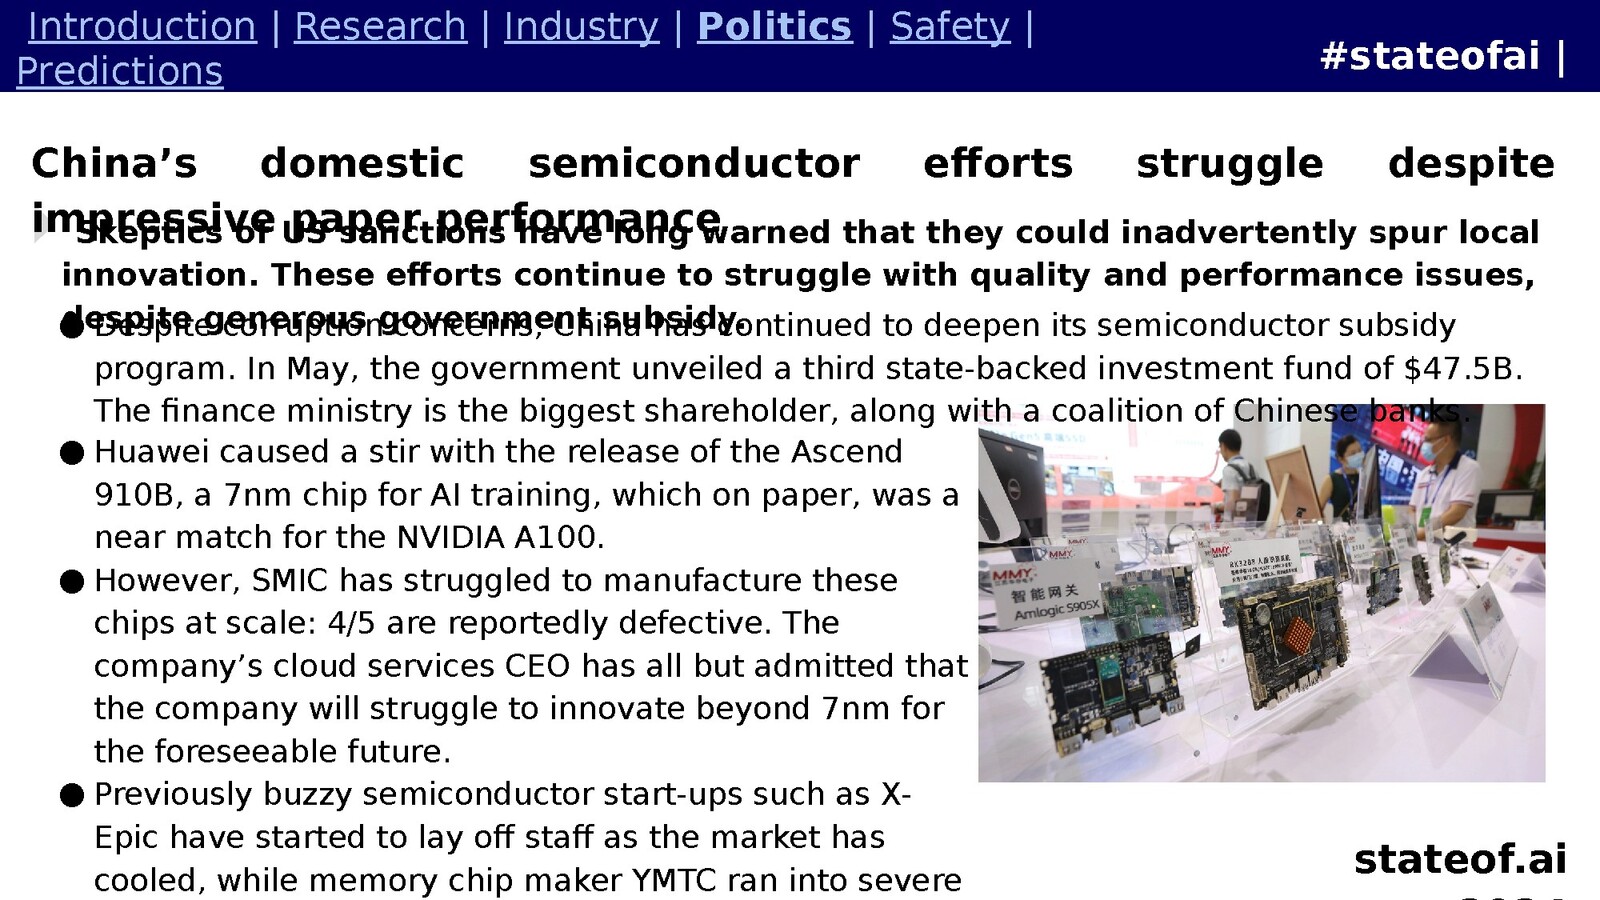 Introduction | Research | Industry | Politics | Safety |
Predictions
#stateofai |
China’s domestic semiconductor efforts struggle despite
impressive paper performance
Skeptics of US sanctions have long warned that they could inadvertently spur local
innovation. These efforts continue to struggle with quality and performance issues,
despite generous government subsidy.
● Despite corruption concerns, China has continued to deepen its semiconductor subsidy
program. In May, the government unveiled a third state-backed investment fund of $47.5B.
The finance ministry is the biggest shareholder, along with a coalition of Chinese banks.
● Huawei caused a stir with the release of the Ascend
910B, a 7nm chip for AI training, which on paper, was a
near match for the NVIDIA A100.
● However, SMIC has struggled to manufacture these
chips at scale: 4/5 are reportedly defective. The
company’s cloud services CEO has all but admitted that
the company will struggle to innovate beyond 7nm for
the foreseeable future.
● Previously buzzy semiconductor start-ups such as X-
Epic have started to lay off staff as the market has
cooled, while memory chip maker YMTC ran into severe
MMY
智能网关
Amlogic S905X
MMY
MMY
stateof.ai